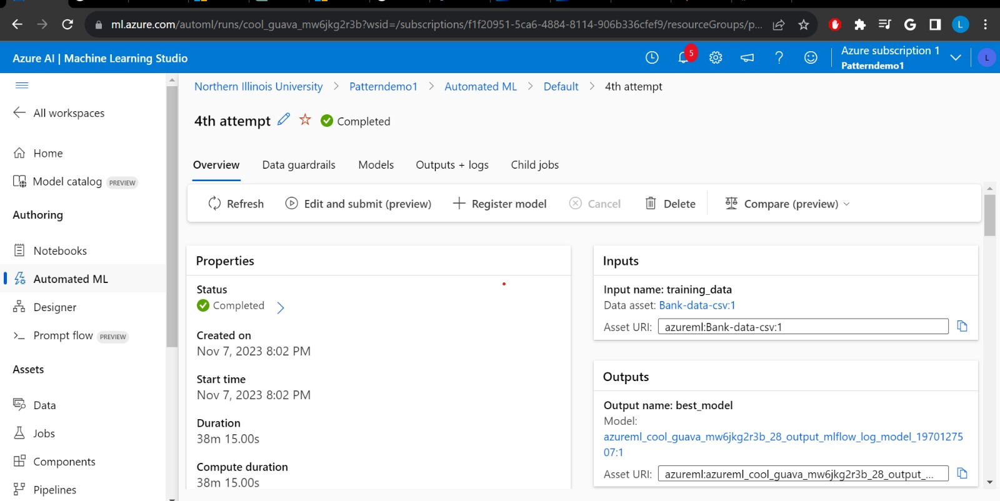 ml.azure.com/automl/runs/cool_guava_mw6jkg2r3b?wsid=/subscriptions/f1f20951-5ca6-4884-8114-906b336cfef9/resourceGroups/p...
L
Azure AI | Machine Learning Studio
5
Azure subscription 1
Patterndemo1
L
All workspaces
Home
Model catalog PREVIEW
Authoring
Notebooks
Automated ML
Designer
Prompt flow PREVIEW
Assets
Data
Jobs
Components
Pipelines
Northern Illinois University > Patterndemo1 > Automated ML > Default > 4th attempt
4th attempt Completed
Overview Data guardrails Models Outputs + logs Child jobs
Refresh Edit and submit (preview) Register model Cancel Delete Compare (preview)
Properties
Status
Completed
Created on
Nov 7, 2023 8:02 PM
Start time
Nov 7, 2023 8:02 PM
Duration
38m 15.00s
Compute duration
38m 15.00s
Inputs
Input name: training_data
Data asset: Bank-data-csv:1
Asset URI: azureml:Bank-data-csv:1
Outputs
Output name: best_model
Model:
azureml_cool_guava_mw6jkg2r3b_28_output_mlflow_log_model_19701275
07:1
Asset URI: azureml:azureml_cool_guava_mw6jkg2r3b_28_output_...